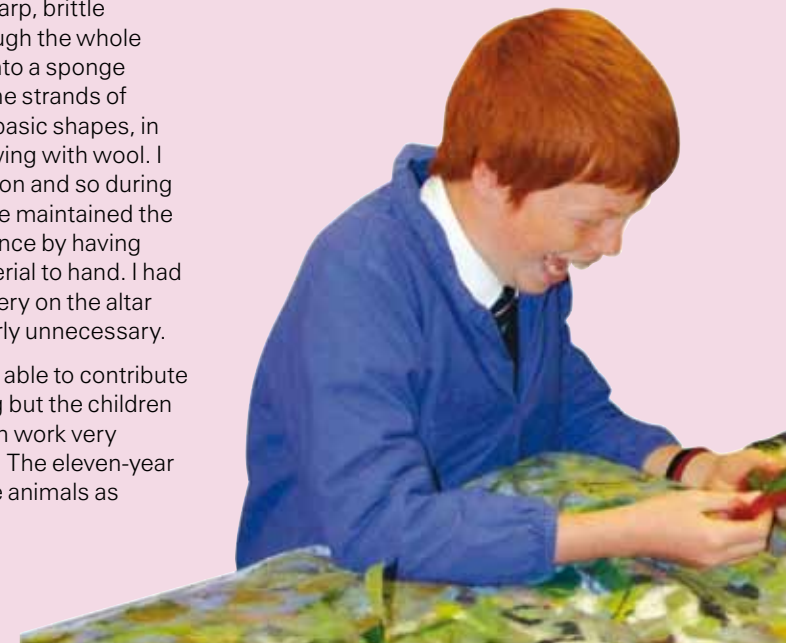 arp, brittle
ugh the whole
nto a sponge
ne strands of
basic shapes, in
ving with wool. I
on and so during
e maintained the
nce by having
erial to hand. I had
ery on the altar
rly unnecessary.
able to contribute
g but the children
n work very
. The eleven-year
e animals as